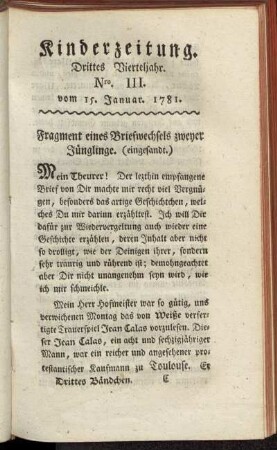 Kinderzeitung.
Drittes Vierteljahr.
Nro. III.
vom 15. Januar. 1781.
Fragment eines Briefwechsels zweyer
Jünglinge. (eingesandt.)
Mein Theurer! Der lezthin empfangene
Brief von Dir machte mir recht viel Vergnü-
gen, besonders das artige Geschichtchen, wel-
ches Du mir darinn erzähltest. Ich will Dir
dafür zur Wiedervergeltung auch wieder eine
Geschichte erzählen, deren Inhalt aber nicht
so drolligt, wie der Deinigen ihrer, sondern
sehr traurig und rührend ist; demohngeachtet
aber Dir nicht unangenehm seyn wird, wie
ich mir schmeichle.
Mein Herr Hofmeister war so gütig, uns
verwichenen Montag das von Weiße verfer-
tigte Trauerspiel Jean Calas vorzulesen. Die-
ser Jean Calas, ein acht und sechzigjähriger
Mann, war ein reicher und angesehener pro-
testantischer Kaufmann zu Toulouse. Er
Drittes Bändchen. C